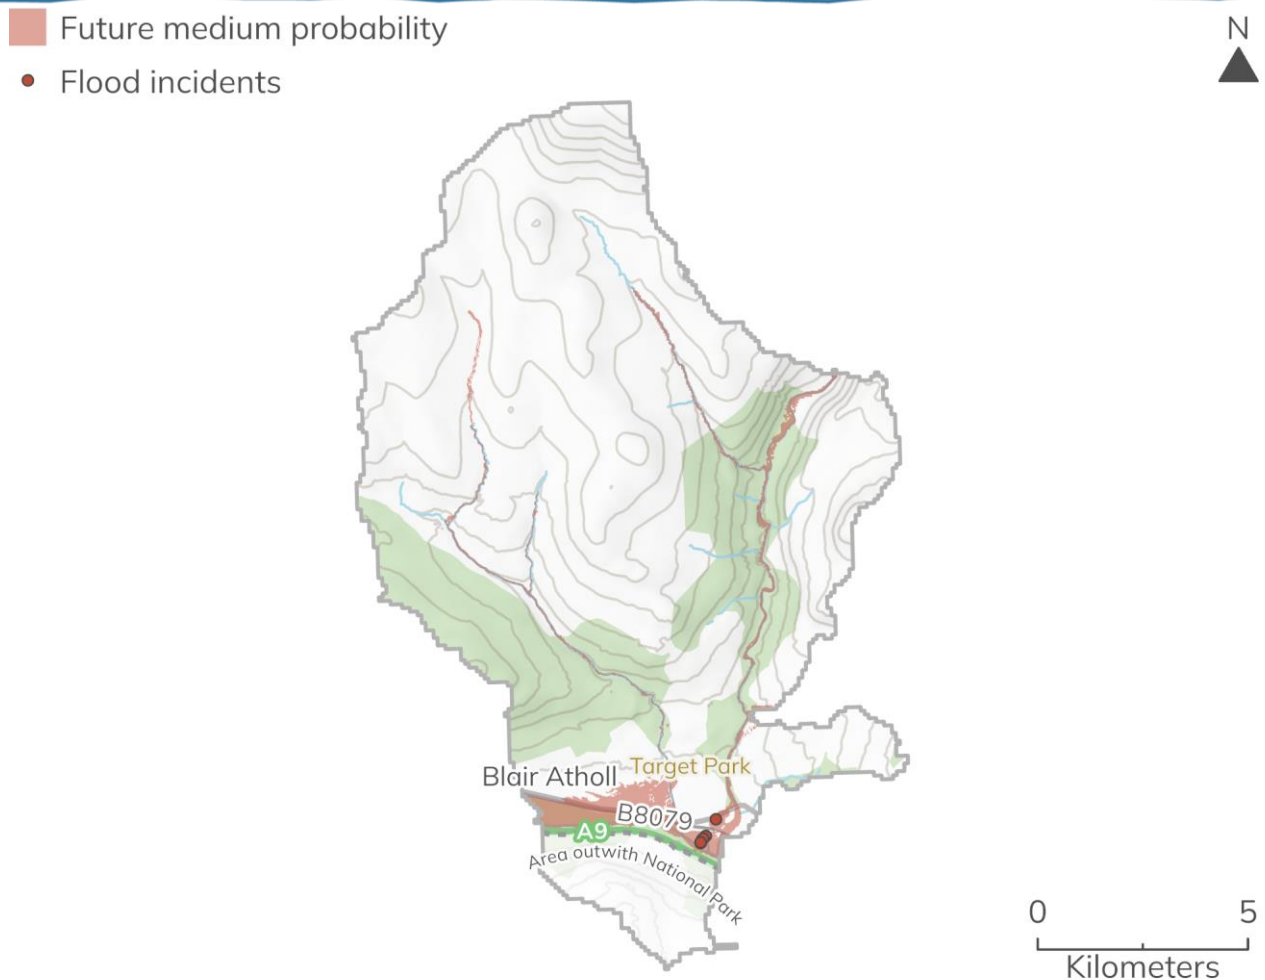 Future medium probability
Flood incidents
N
Target Park
Blair Atholl
B8079
A9
Area outwith National Park
0 5
Kilometers